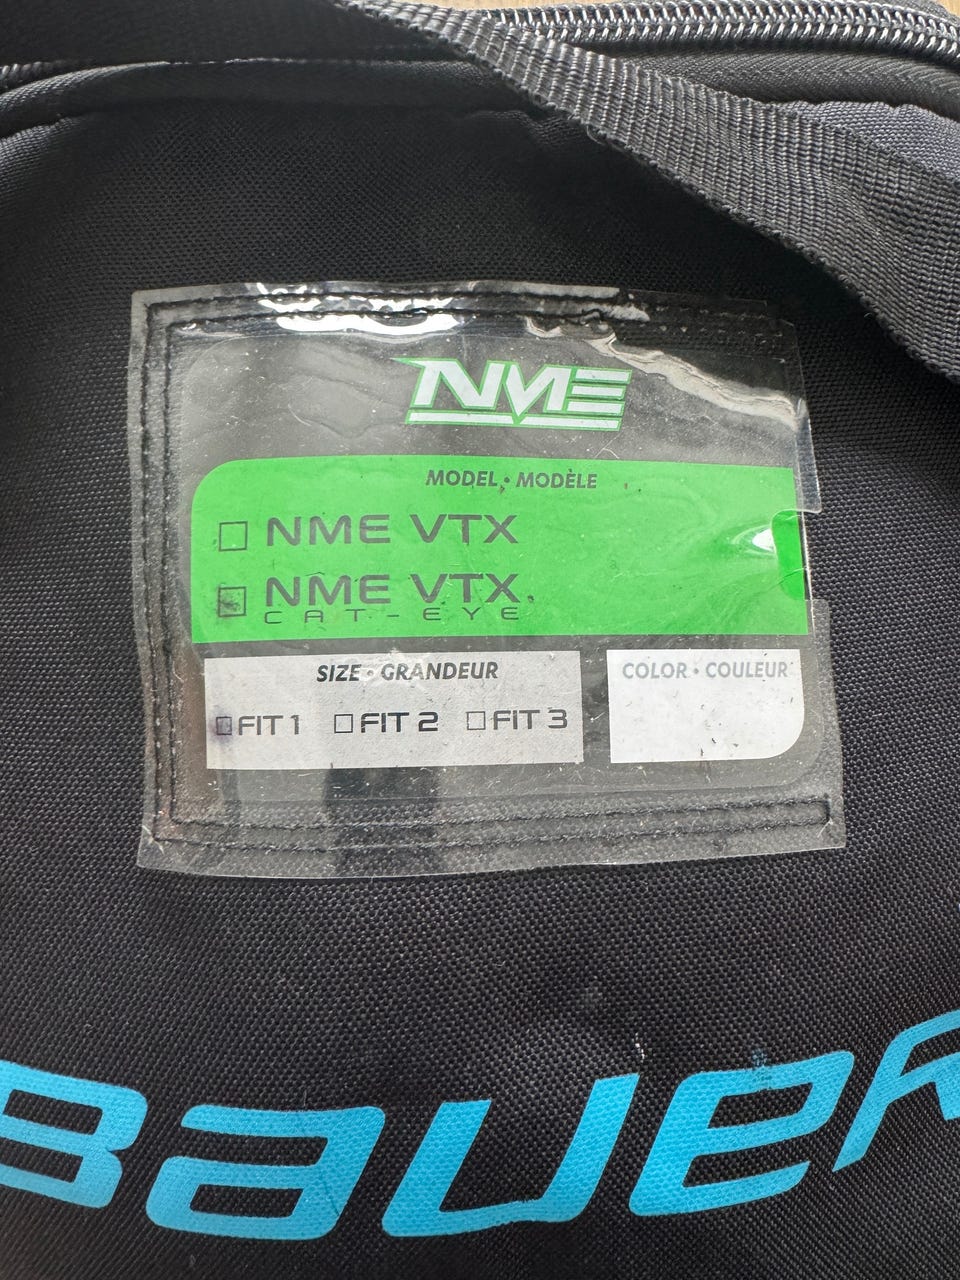 NME
MODEL • MODÈLE
☐ NME VTX
☒ NME VTX
CAT-EYE
SIZE • GRANDEUR
☐ FIT 1 ☐ FIT 2 ☐ FIT 3
COLOR • COULEUR
BAUER